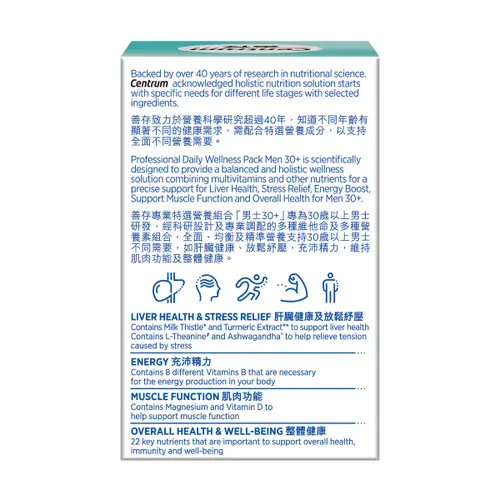 Centrum 善存
Backed by over 40 years of research in nutritional science.
Centrum acknowledged holistic nutrition solution starts
with specific needs for different life stages with selected
ingredients.
善存致力於營養科學研究超過40年，知道不同年齡有
顯著不同的健康需求，需配合特選營養成分，以支持
全面不同營養需要。
Professional Daily Wellness Pack Men 30+ is scientifically
designed to provide a balanced and holistic wellness
solution combining multivitamins and other nutrients for a
precise support for Liver Health, Stress Relief, Energy Boost,
Support Muscle Function and Overall Health for Men 30+.
善存專業特選營養組合「男士30+」專為30歲以上男士
研發，經科研設計及專業調配的多種維他命及多種營
養素組合，全面、均衡及精準營養支持30歲以上男士
不同需要，如肝臟健康、放鬆紓壓，充沛精力，維持
肌肉功能及整體健康。
LIVER HEALTH & STRESS RELIEF 肝臟健康及放鬆紓壓
Contains Milk Thistle* and Turmeric Extract** to support liver health
Contains L-Theanine# and Ashwagandha^ to help relieve tension
caused by stress
ENERGY 充沛精力
Contains 8 different Vitamins B that are necessary
for the energy production in your body
MUSCLE FUNCTION 肌肉功能
Contains Magnesium and Vitamin D to
help support muscle function
OVERALL HEALTH & WELL-BEING 整體健康
22 key nutrients that are important to support overall health,
immunity and well-being